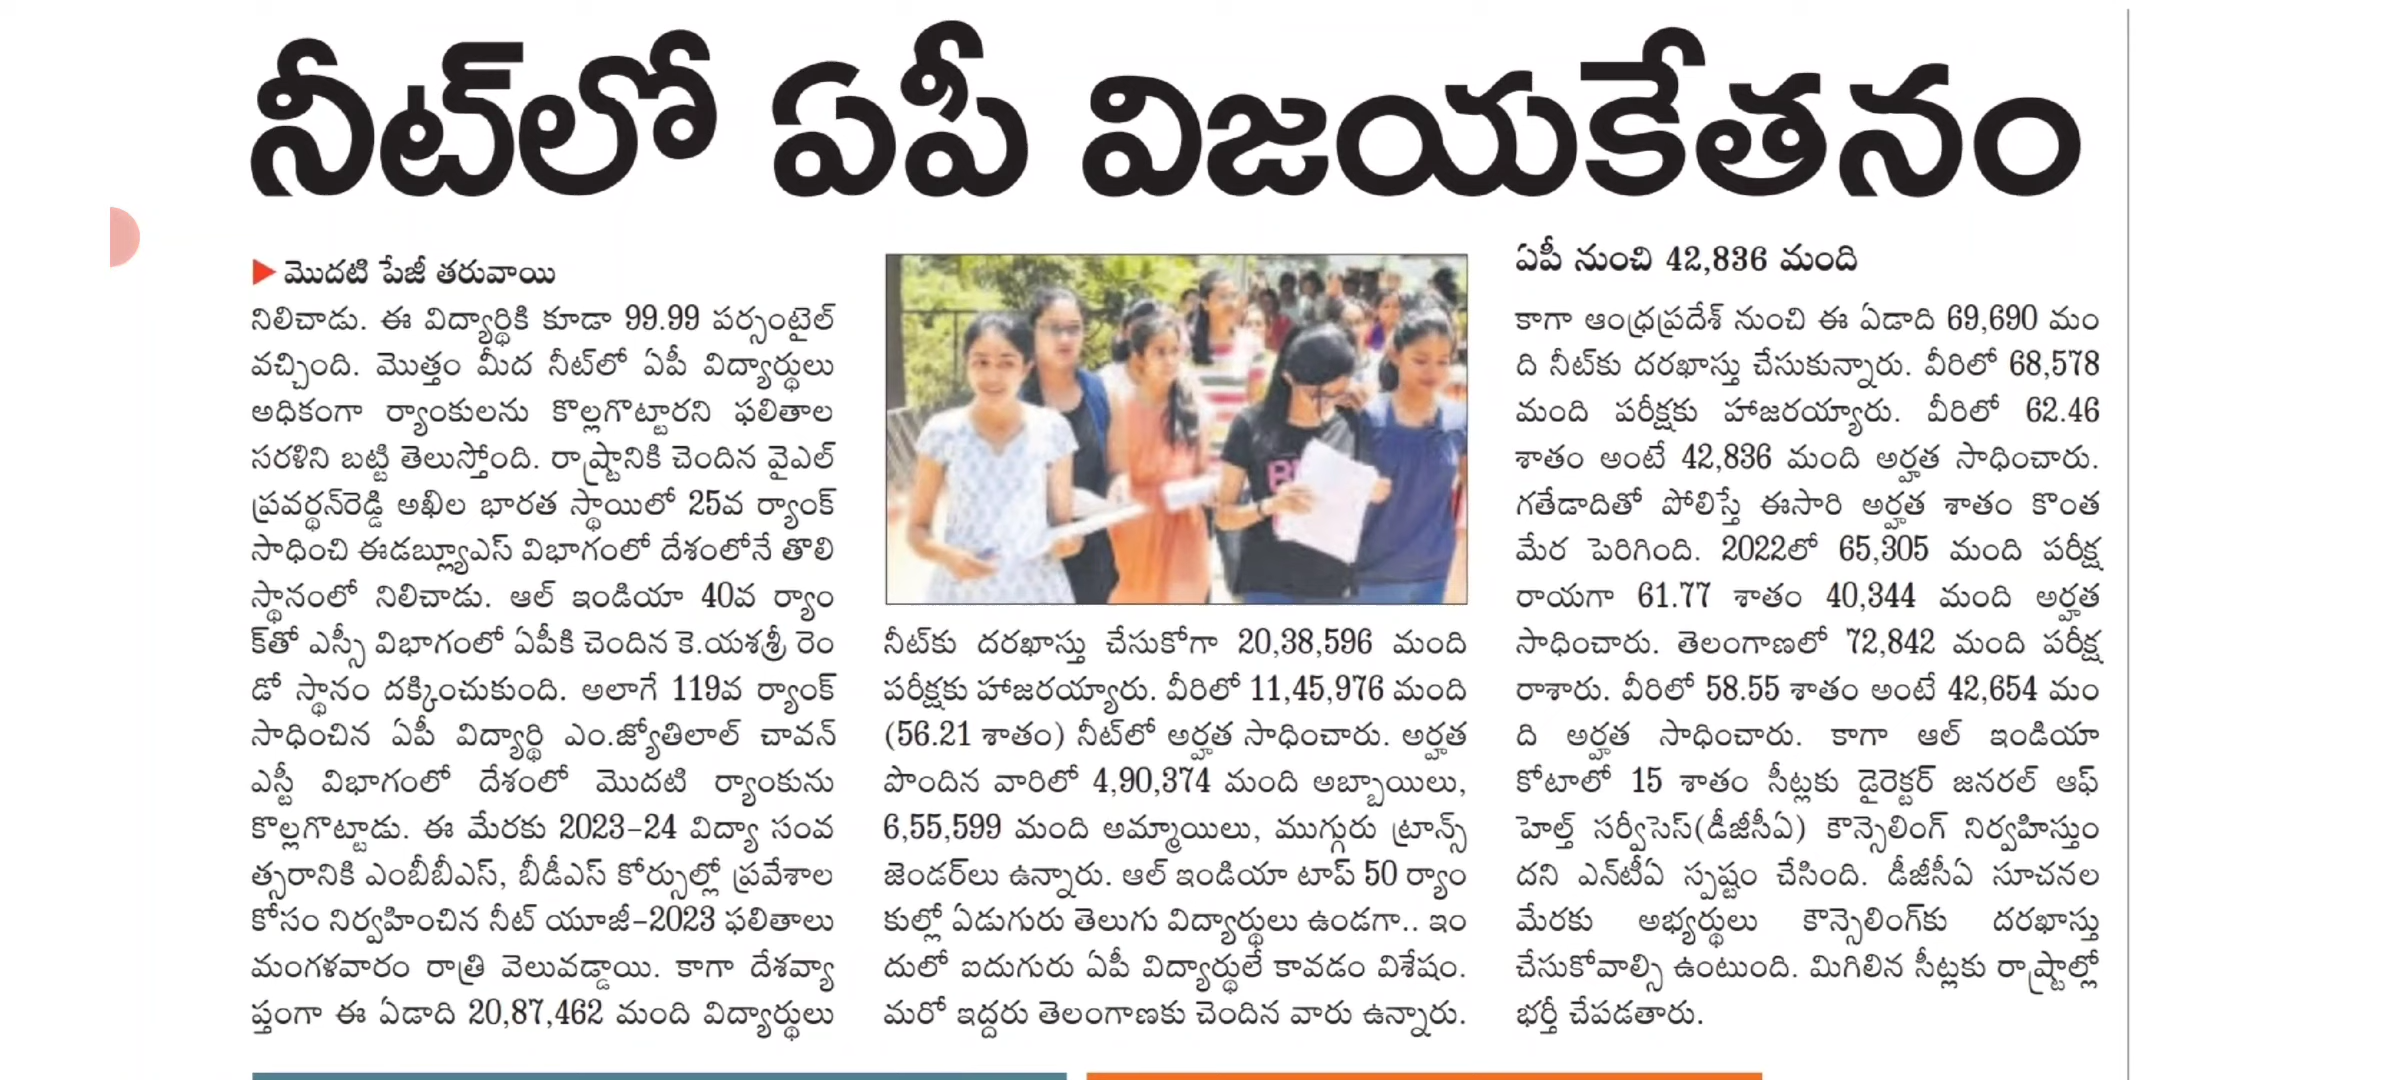 నీట్‌లో ఏపీ విజయకేతనం
మొదటి పేజీ తరువాయి
నిలిచాడు. ఈ విద్యార్థికి కూడా 99.99 పర్సంటైల్
వచ్చింది. మొత్తం మీద నీట్‌లో ఏపీ విద్యార్థులు
అధికంగా ర్యాంకులను కొల్లగొట్టారని ఫలితాల
సరళిని బట్టి తెలుస్తోంది. రాష్ట్రానికి చెందిన వైఎల్
ప్రవర్థన్‌రెడ్డి అఖిల భారత స్థాయిలో 25వ ర్యాంక్
సాధించి ఈడబ్ల్యూఎస్ విభాగంలో దేశంలోనే తొలి
స్థానంలో నిలిచాడు. ఆల్ ఇండియా 40వ ర్యాం
క్‌తో ఎస్సీ విభాగంలో ఏపీకి చెందిన కె.యశశ్రీ రెం
డో స్థానం దక్కించుకుంది. అలాగే 119వ ర్యాంక్
సాధించిన ఏపీ విద్యార్థి ఎం.జ్యోతిలాల్ చావన్
ఎస్టీ విభాగంలో దేశంలో మొదటి ర్యాంకును
కొల్లగొట్టాడు. ఈ మేరకు 2023-24 విద్యా సంవ
త్సరానికి ఎంబీబీఎస్, బీడీఎస్ కోర్సుల్లో ప్రవేశాల
కోసం నిర్వహించిన నీట్ యూజీ-2023 ఫలితాలు
మంగళవారం రాత్రి వెలువడ్డాయి. కాగా దేశవ్యా
ప్తంగా ఈ ఏడాది 20,87,462 మంది విద్యార్థులు
నీట్‌కు దరఖాస్తు చేసుకోగా 20,38,596 మంది
పరీక్షకు హాజరయ్యారు. వీరిలో 11,45,976 మంది
(56.21 శాతం) నీట్‌లో అర్హత సాధించారు. అర్హత
పొందిన వారిలో 4,90,374 మంది అబ్బాయిలు,
6,55,599 మంది అమ్మాయిలు, ముగ్గురు ట్రాన్స్
జెండర్‌లు ఉన్నారు. ఆల్ ఇండియా టాప్ 50 ర్యాం
కుల్లో ఏడుగురు తెలుగు విద్యార్థులు ఉండగా.. ఇం
దులో ఐదుగురు ఏపీ విద్యార్థులే కావడం విశేషం.
మరో ఇద్దరు తెలంగాణకు చెందిన వారు ఉన్నారు.
ఏపీ నుంచి 42,836 మంది
కాగా ఆంధ్రప్రదేశ్ నుంచి ఈ ఏడాది 69,690 మం
ది నీట్‌కు దరఖాస్తు చేసుకున్నారు. వీరిలో 68,578
మంది పరీక్షకు హాజరయ్యారు. వీరిలో 62.46
శాతం అంటే 42,836 మంది అర్హత సాధించారు.
గతేడాదితో పోలిస్తే ఈసారి అర్హత శాతం కొంత
మేర పెరిగింది. 2022లో 65,305 మంది పరీక్ష
రాయగా 61.77 శాతం 40,344 మంది అర్హత
సాధించారు. తెలంగాణలో 72,842 మంది పరీక్ష
రాశారు. వీరిలో 58.55 శాతం అంటే 42,654 మం
ది అర్హత సాధించారు. కాగా ఆల్ ఇండియా
కోటాలో 15 శాతం సీట్లకు డైరెక్టర్ జనరల్ ఆఫ్
హెల్త్ సర్వీసెస్(డీజీసీఏ) కౌన్సెలింగ్ నిర్వహిస్తుం
దని ఎన్‌టీఏ స్పష్టం చేసింది. డీజీసీఏ సూచనల
మేరకు అభ్యర్థులు కౌన్సెలింగ్‌కు దరఖాస్తు
చేసుకోవాల్సి ఉంటుంది. మిగిలిన సీట్లకు రాష్ట్రాల్లో
భర్తీ చేపడతారు.